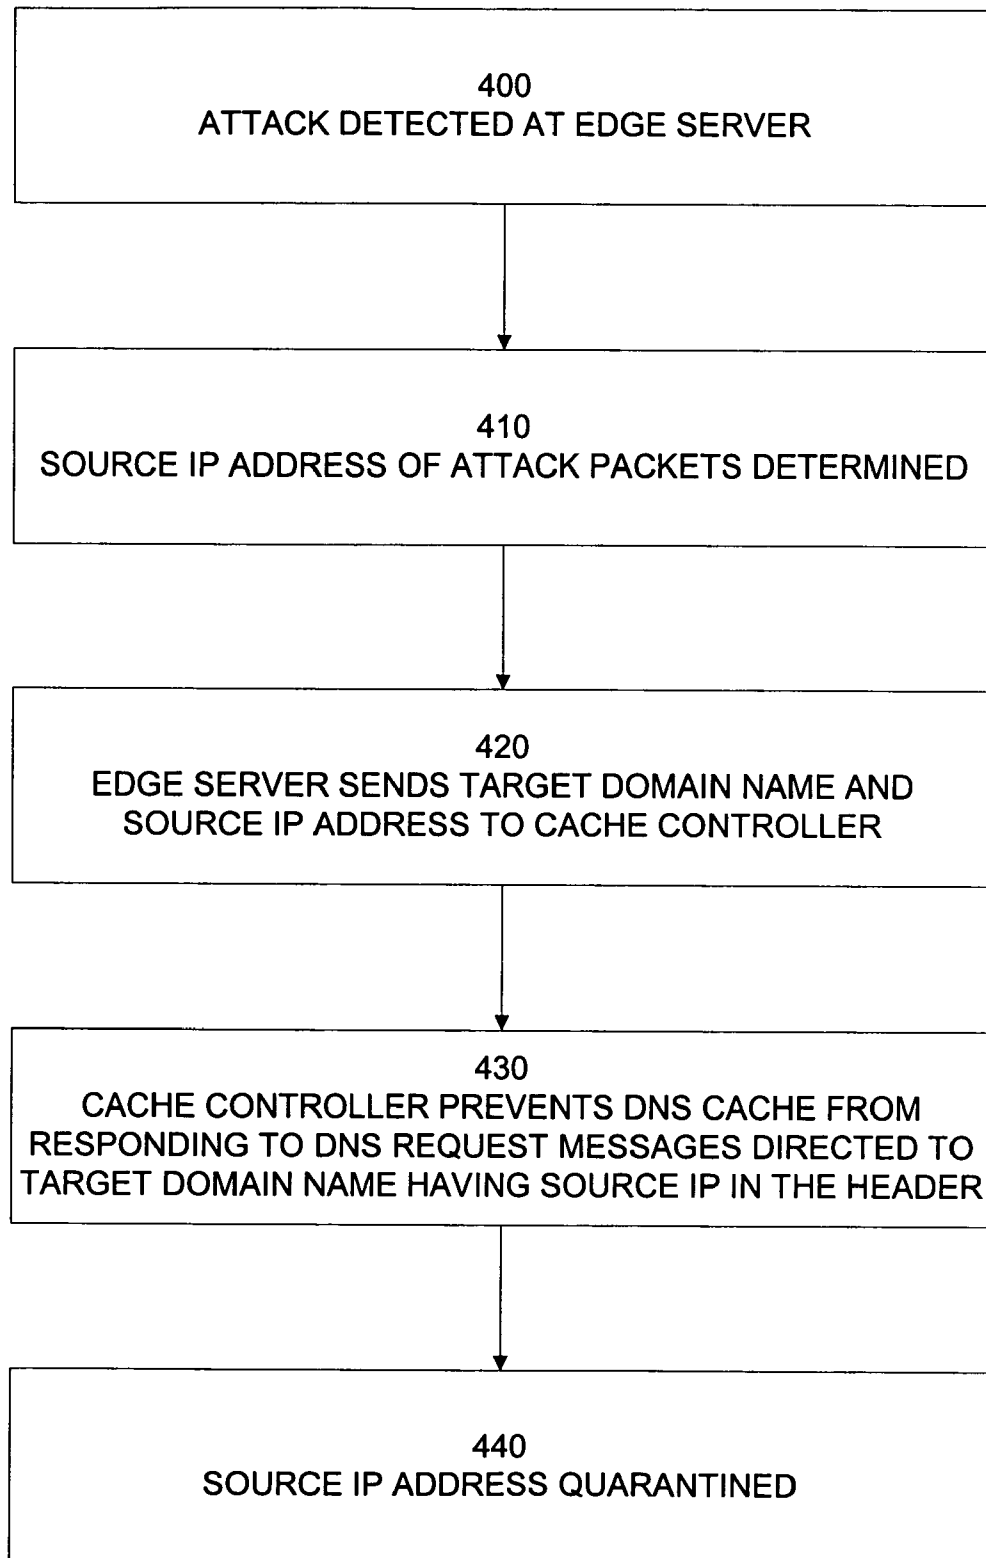 400
ATTACK DETECTED AT EDGE SERVER
410
SOURCE IP ADDRESS OF ATTACK PACKETS DETERMINED
420
EDGE SERVER SENDS TARGET DOMAIN NAME AND
SOURCE IP ADDRESS TO CACHE CONTROLLER
430
CACHE CONTROLLER PREVENTS DNS CACHE FROM
RESPONDING TO DNS REQUEST MESSAGES DIRECTED TO
TARGET DOMAIN NAME HAVING SOURCE IP IN THE HEADER
440
SOURCE IP ADDRESS QUARANTINED